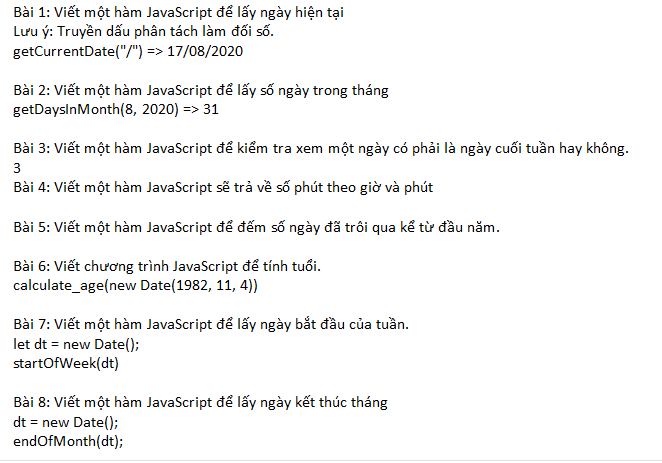 Bài 1: Viết một hàm JavaScript để lấy ngày hiện tại
Lưu ý: Truyền dấu phân tách làm đối số.
getCurrentDate("/") => 17/08/2020
Bài 2: Viết một hàm JavaScript để lấy số ngày trong tháng
getDaysInMonth(8, 2020) => 31
Bài 3: Viết một hàm JavaScript để kiểm tra xem một ngày có phải là ngày cuối tuần hay không.
3
Bài 4: Viết một hàm JavaScript sẽ trả về số phút theo giờ và phút
Bài 5: Viết một hàm JavaScript để đếm số ngày đã trôi qua kể từ đầu năm.
Bài 6: Viết chương trình JavaScript để tính tuổi.
calculate_age(new Date(1982, 11, 4))
Bài 7: Viết một hàm JavaScript để lấy ngày bắt đầu của tuần.
let dt = new Date();
startOfWeek(dt)
Bài 8: Viết một hàm JavaScript để lấy ngày kết thúc tháng
dt = new Date();
endOfMonth(dt);